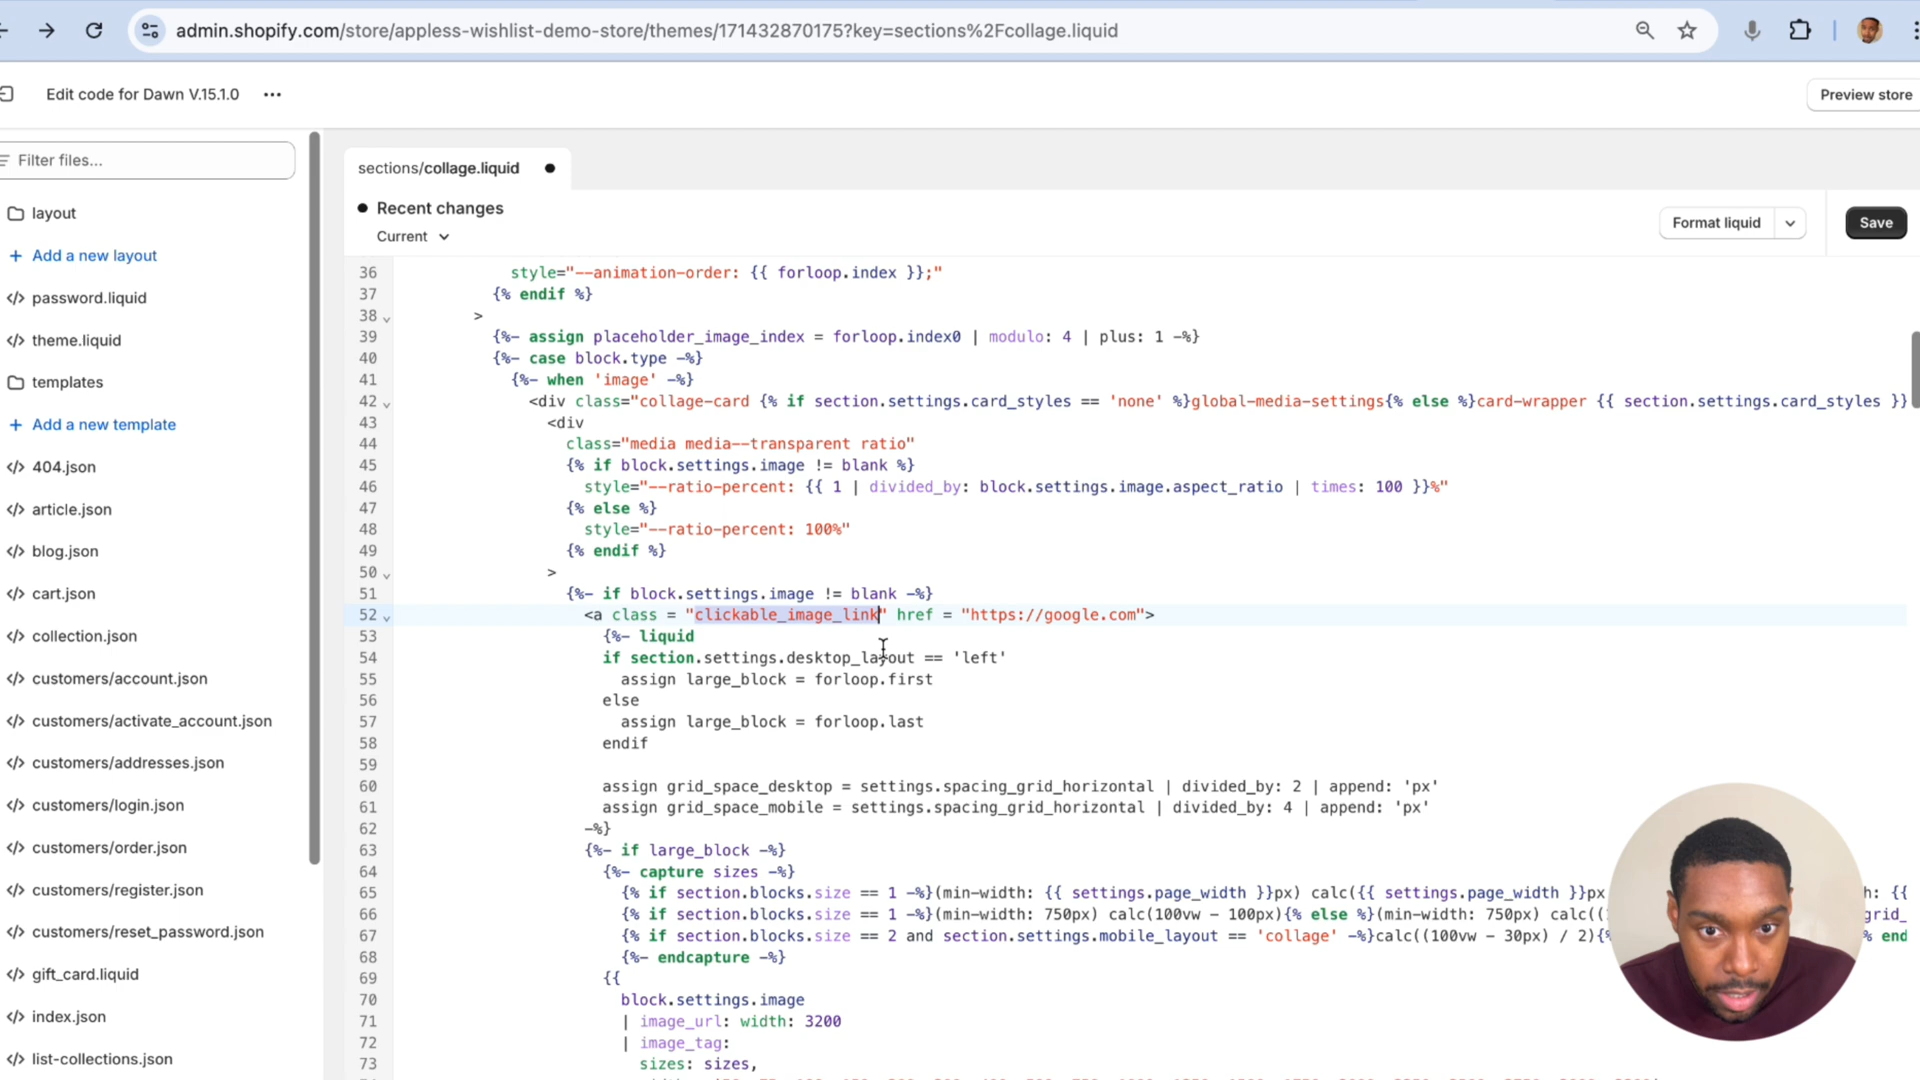 admin.shopify.com/store/appless-wishlist-demo-store/themes/171432870175?key=sections%2Fcollage.liquid
Edit code for Dawn V.15.1.0
Preview store
Filter files...
layout
Add a new layout
password.liquid
theme.liquid
templates
Add a new template
404.json
article.json
blog.json
cart.json
collection.json
customers/account.json
customers/activate_account.json
customers/addresses.json
customers/login.json
customers/order.json
customers/register.json
customers/reset_password.json
gift_card.liquid
index.json
list-collections.json
sections/collage.liquid
Recent changes
Current
Format liquid
Save
36 style="--animation-order: {{ forloop.index }};"
37 {% endif %}
38 >
39 {%- assign placeholder_image_index = forloop.index0 | modulo: 4 | plus: 1 -%}
40 {%- case block.type -%}
41 {%- when 'image' -%}
42 <div class="collage-card {% if section.settings.card_styles == 'none' %}global-media-settings{% else %}card-wrapper {{ section.settings.card_styles }}
43 <div
44 class="media media--transparent ratio"
45 {% if block.settings.image != blank %}
46 style="--ratio-percent: {{ 1 | divided_by: block.settings.image.aspect_ratio | times: 100 }}%"
47 {% else %}
48 style="--ratio-percent: 100%"
49 {% endif %}
50 >
51 {%- if block.settings.image != blank -%}
52 <a class = "clickable_image_link" href = "https://google.com">
53 {%- liquid
54 if section.settings.desktop_layout == 'left'
55 assign large_block = forloop.first
56 else
57 assign large_block = forloop.last
58 endif
59
60 assign grid_space_desktop = settings.spacing_grid_horizontal | divided_by: 2 | append: 'px'
61 assign grid_space_mobile = settings.spacing_grid_horizontal | divided_by: 4 | append: 'px'
62 -%}
63 {%- if large_block -%}
64 {%- capture sizes -%}
65 {% if section.blocks.size == 1 -%}(min-width: {{ settings.page_width }}px) calc({{ settings.page_width }}px h: {{
66 {% if section.blocks.size == 1 -%}(min-width: 750px) calc(100vw - 100px){% else %}(min-width: 750px) calc(( grid_
67 {% if section.blocks.size == 2 and section.settings.mobile_layout == 'collage' -%}calc((100vw - 30px) / 2){% % end
68 {%- endcapture -%}
69 {{
70 block.settings.image
71 | image_url: width: 3200
72 | image_tag:
73 sizes: sizes,